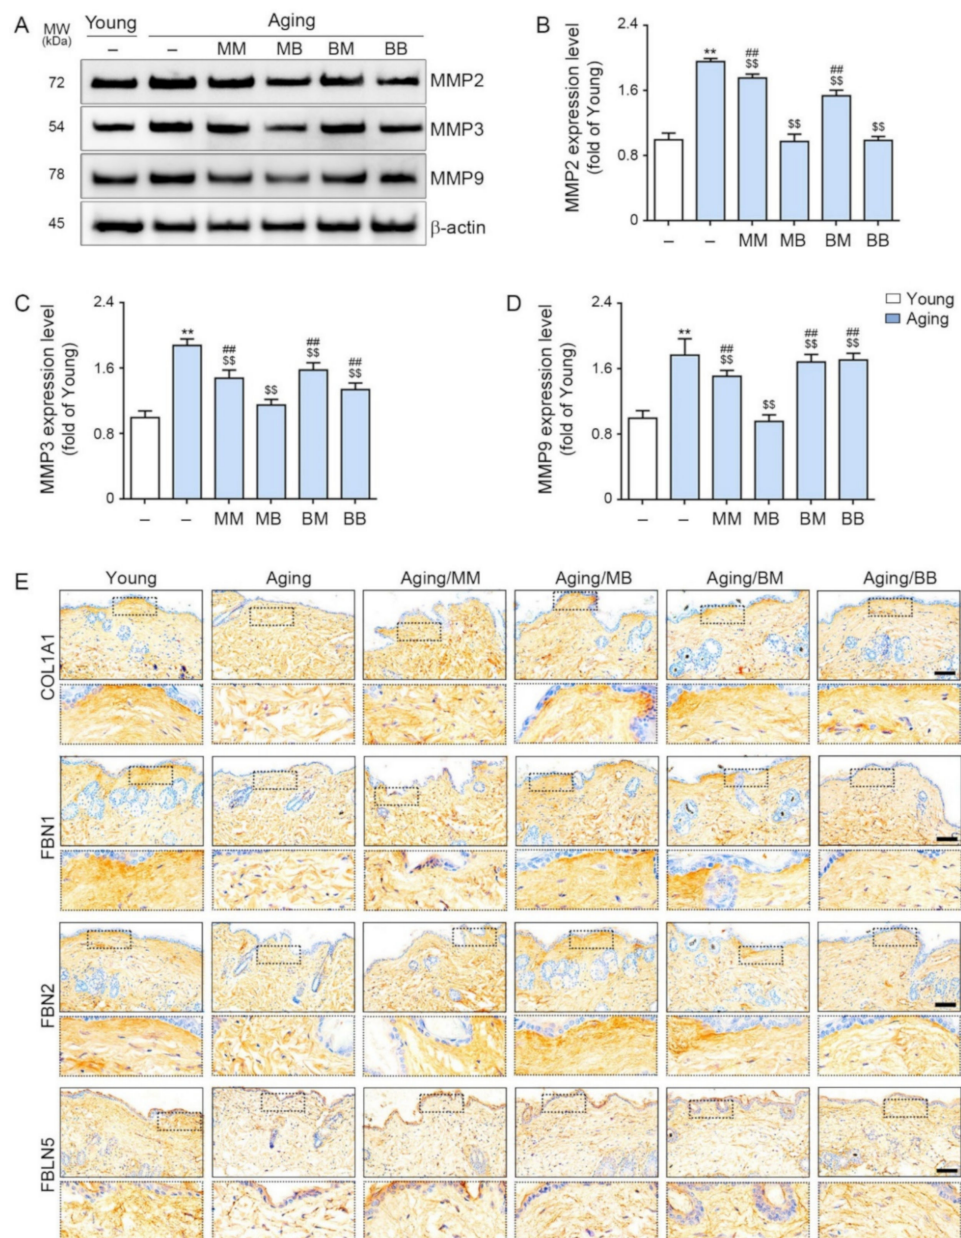 A
MW
(kDa)
Young
Aging
– – MM MB BM BB
72 MMP2
54 MMP3
78 MMP9
45 β-actin
B
MMP2 expression level
(fold of Young)
2.4
1.6
0.8
0
**
##
$$
$$
##
$$
$$
– – MM MB BM BB
C
MMP3 expression level
(fold of Young)
2.4
1.6
0.8
0
**
##
$$
$$
##
$$
##
$$
– – MM MB BM BB
D
MMP9 expression level
(fold of Young)
2.4
1.6
0.8
0
**
##
$$
$$
##
$$
##
$$
– – MM MB BM BB
Young
Aging
E
Young Aging Aging/MM Aging/MB Aging/BM Aging/BB
COL1A1
FBN1
FBN2
FBLN5